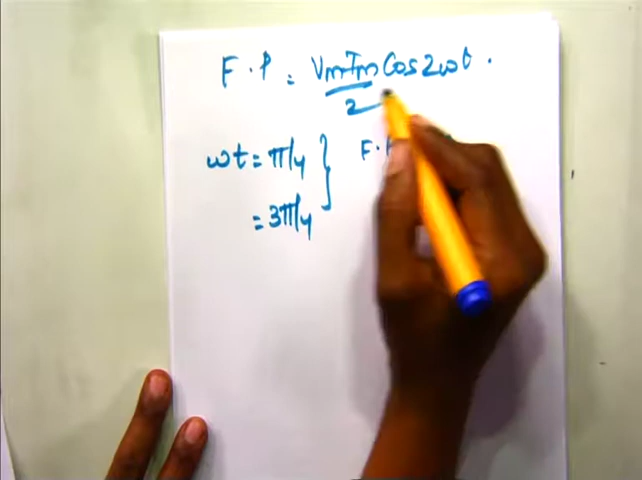 F.P = VmIm/2 Cos2ωt.
ωt = π/4 } F.
= 3π/4